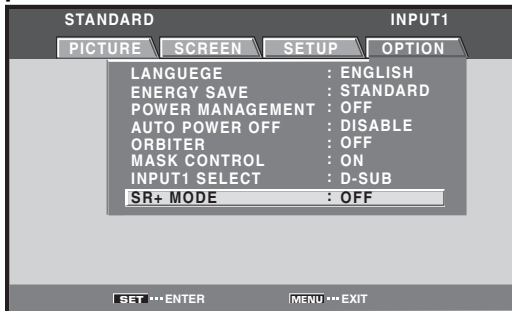 STANDARD INPUT1
PICTURE SCREEN SETUP OPTION
LANGUEGE : ENGLISH
ENERGY SAVE : STANDARD
POWER MANAGEMENT : OFF
AUTO POWER OFF : DISABLE
ORBITER : OFF
MASK CONTROL : ON
INPUT1 SELECT : D-SUB
SR+ MODE : OFF
SET ··· ENTER MENU ··· EXIT